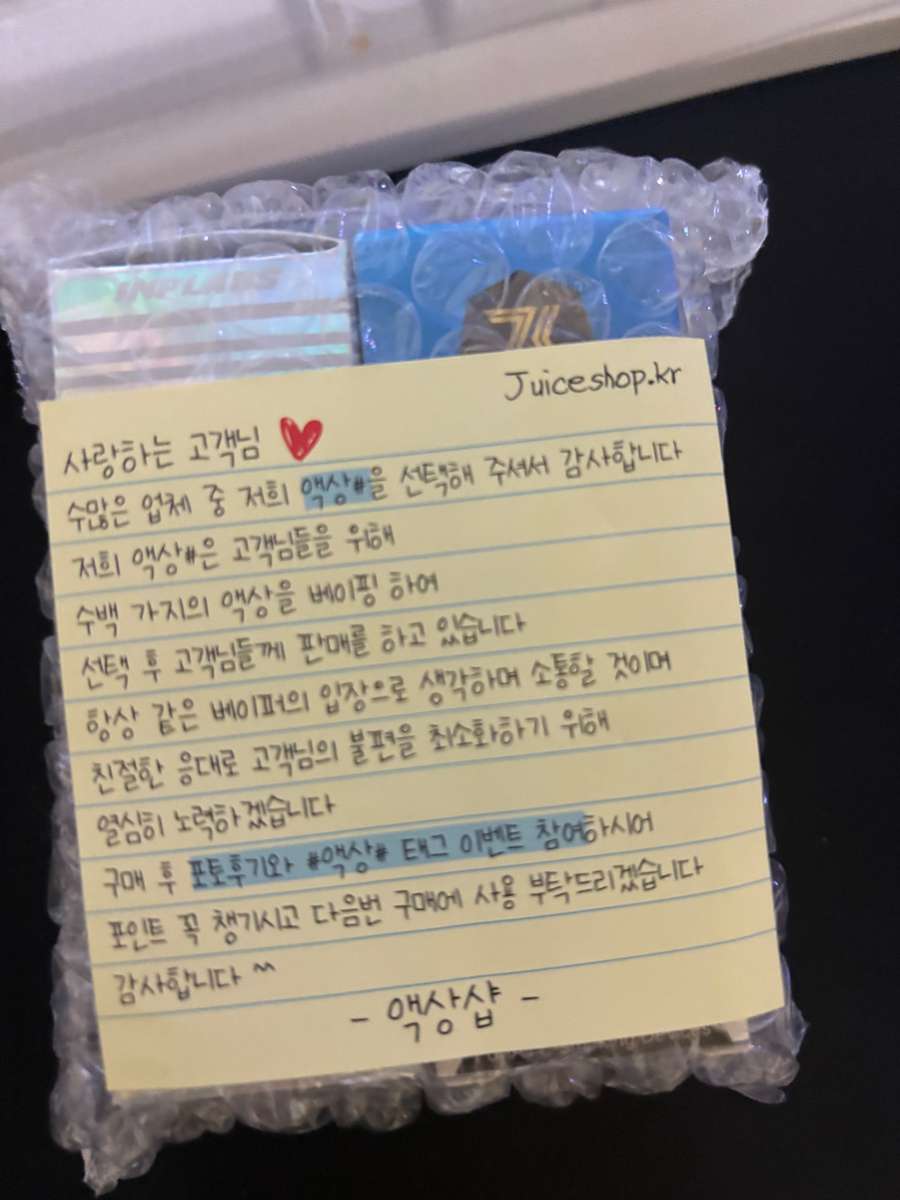 INPLABS
Juiceshop.kr
사랑하는 고객님
수많은 업체 중 저희 액상#을 선택해 주셔서 감사합니다
저희 액상#은 고객님들을 위해
수백 가지의 액상을 베이핑 하여
선택 후 고객님들께 판매를 하고 있습니다
항상 같은 베이퍼의 입장으로 생각하며 소통할 것이며
친절한 응대로 고객님의 불편을 최소화하기 위해
열심히 노력하겠습니다
구매 후 포토후기와 #액상# 태그 이벤트 참여하시어
포인트 꼭 챙기시고 다음번 구매에 사용 부탁드리겠습니다
감사합니다 ^^
- 액상샵 -